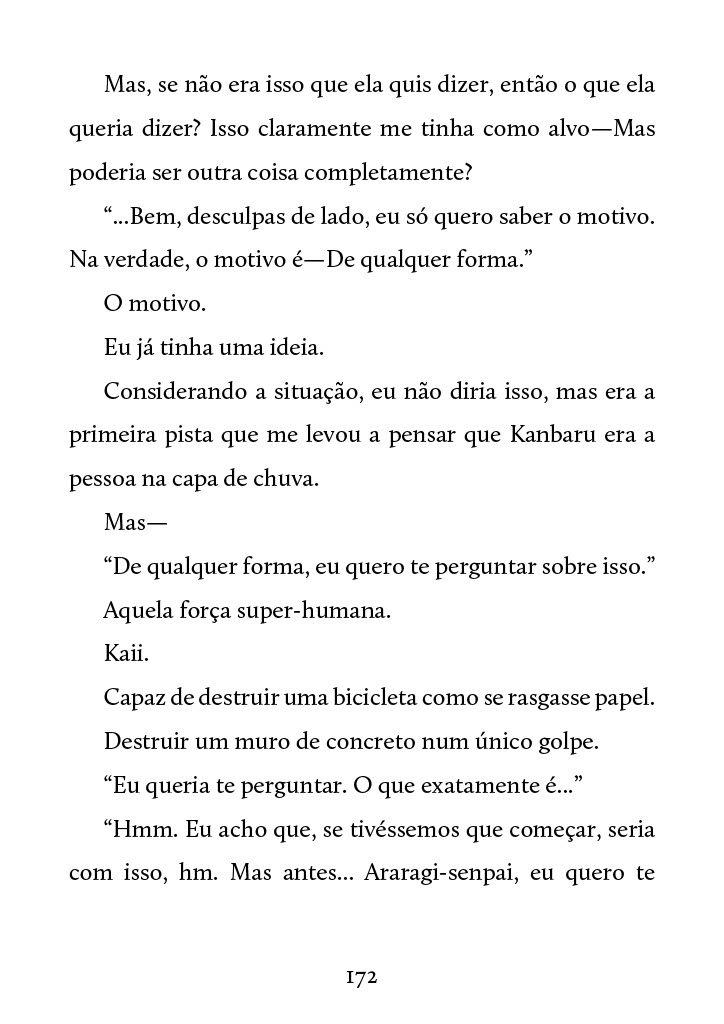 Mas, se não era isso que ela quis dizer, então o que ela
queria dizer? Isso claramente me tinha como alvo—Mas
poderia ser outra coisa completamente?
“...Bem, desculpas de lado, eu só quero saber o motivo.
Na verdade, o motivo é—De qualquer forma.”
O motivo.
Eu já tinha uma ideia.
Considerando a situação, eu não diria isso, mas era a
primeira pista que me levou a pensar que Kanbaru era a
pessoa na capa de chuva.
Mas—
“De qualquer forma, eu quero te perguntar sobre isso.”
Aquela força super-humana.
Kaii.
Capaz de destruir uma bicicleta como se rasgasse papel.
Destruir um muro de concreto num único golpe.
“Eu queria te perguntar. O que exatamente é...”
“Hmm. Eu acho que, se tivéssemos que começar, seria
com isso, hm. Mas antes... Araragi-senpai, eu quero te
172